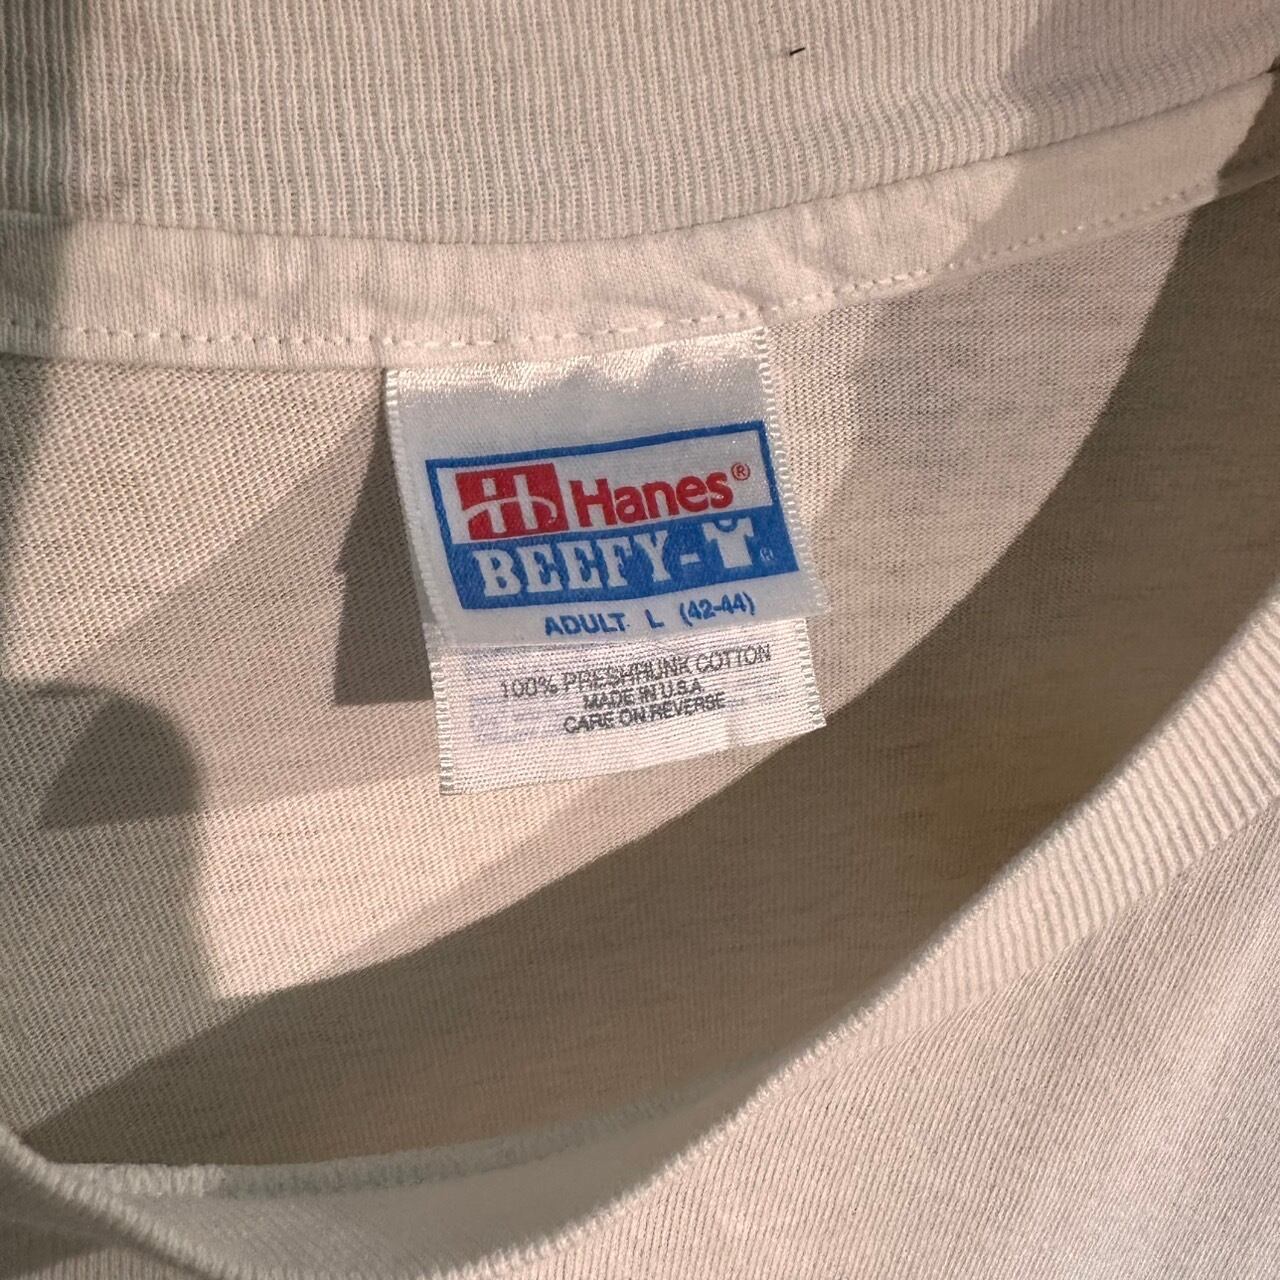 Hanes®
BEEFY-T®
ADULT L (42-44)
100% PRESHRUNK COTTON
MADE IN U.S.A.
CARE ON REVERSE